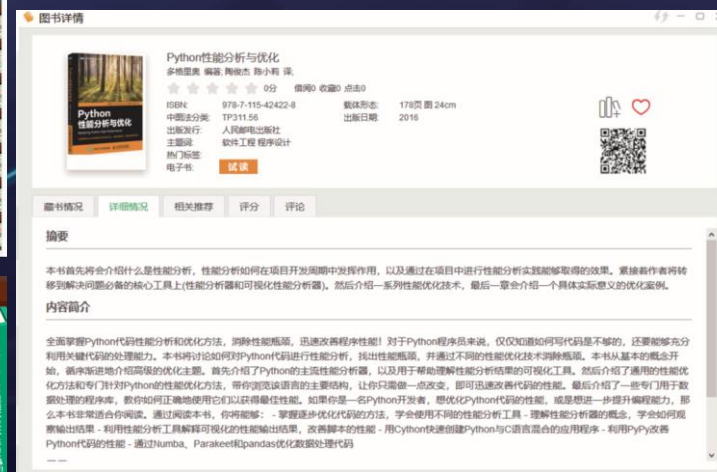 图书详情
Python性能分析与优化
多格里奥 编著; 陶俊杰 陈小莉 译;
0分 借阅0 收藏0 点击0
ISBN: 978-7-115-42422-8 载体形态: 178页 图 24cm
中图法分类: TP311.56 出版日期: 2016
出版发行: 人民邮电出版社
主题词: 软件工程 程序设计
热门标签:
电子书: 试读
Python
性能分析与优化
藏书情况 详细情况 相关推荐 评分 评论
摘要
本书首先将会介绍什么是性能分析，性能分析如何在项目开发周期中发挥作用，以及通过在项目中进行性能分析实践能够取得的效果。紧接着作者将转
移到解决问题必备的核心工具上(性能分析器和可视化性能分析器)。然后介绍一系列性能优化技术，最后一章会介绍一个具体实际意义的优化案例。
内容简介
全面掌握Python代码性能分析和优化方法，消除性能瓶颈，迅速改善程序性能！对于Python程序员来说，仅仅知道如何写代码是不够的，还要能够充分
利用关键代码的处理能力。本书将讨论如何对Python代码进行性能分析，找出性能瓶颈，并通过不同的性能优化技术消除瓶颈。本书从基本的概念开
始，循序渐进地介绍高级的优化主题。首先介绍了Python的主流性能分析器，以及用于帮助理解性能分析结果的可视化工具。然后介绍了通用的性能优
化方法和专门针对Python的性能优化方法，带你浏览该语言的主要结构，让你只需做一点改变，即可迅速改善代码的性能。最后介绍了一些专门用于数
据处理的程序库，教你如何正确地使用它们以获得最佳性能。如果你是一名Python开发者，想优化Python代码的性能，或是想进一步提升编程能力，那
么本书非常适合你阅读。通过阅读本书，你将能够： - 掌握逐步优化代码的方法，学会使用不同的性能分析工具 - 理解性能分析器的概念，学会如何观
察输出结果 - 利用性能分析工具解释可视化的性能输出结果，改善脚本的性能 - 用Cython快速创建Python与C语言混合的应用程序 - 利用PyPy改善
Python代码的性能 - 通过Numba、Parakeet和pandas优化数据处理代码